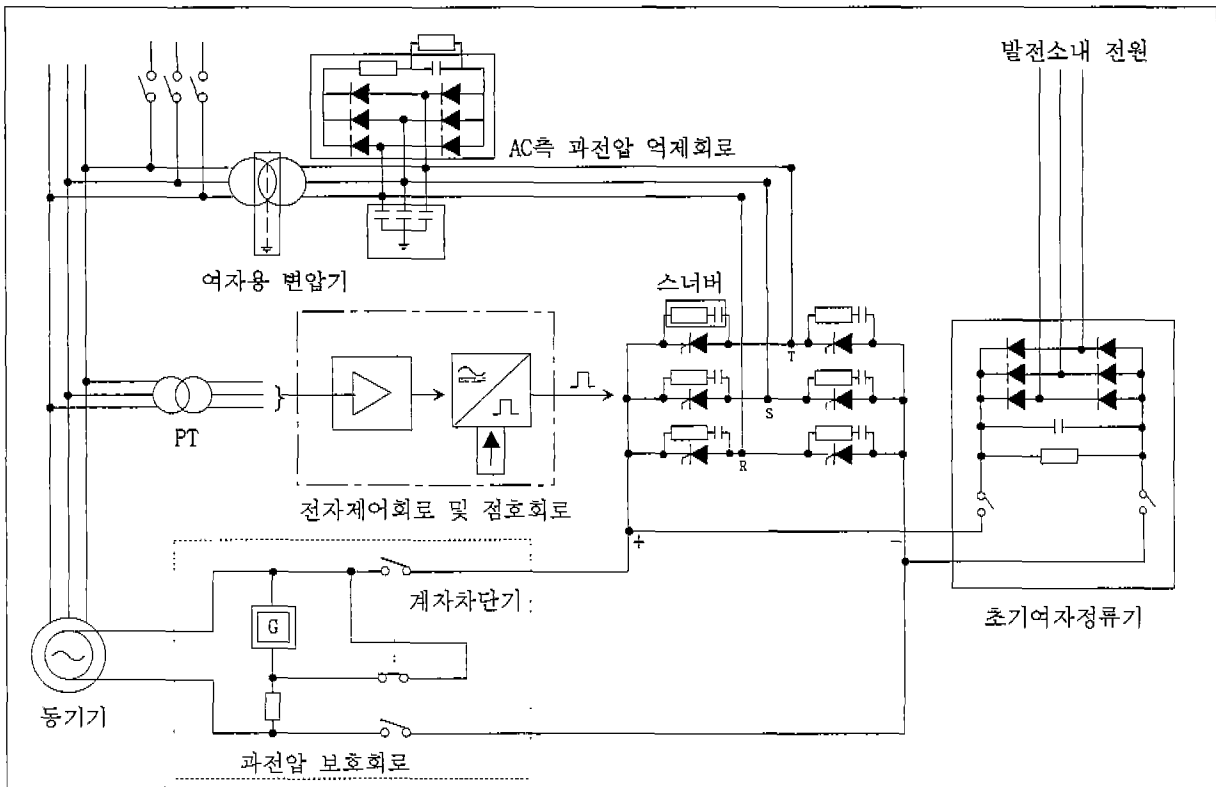 발전소내 전원
AC측 과전압 억제회로
여자용 변압기
스너버
T
S
R
PT
전자제어회로 및 점호회로
+
−
계자차단기
G
초기여자정류기
동기기
과전압 보호회로